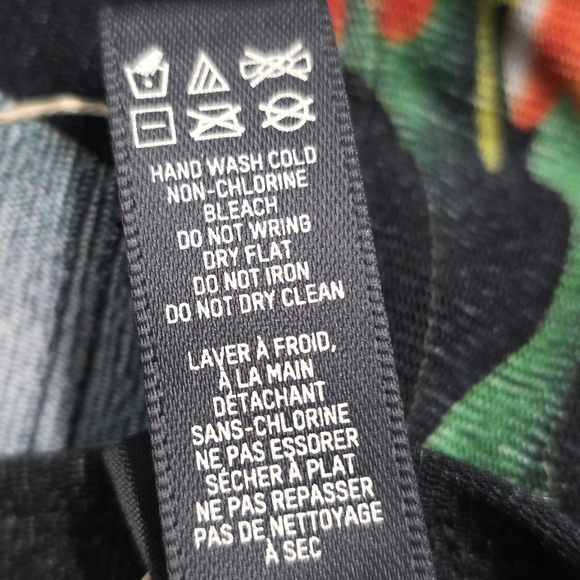 HAND WASH COLD
NON-CHLORINE
BLEACH
DO NOT WRING
DRY FLAT
DO NOT IRON
DO NOT DRY CLEAN
LAVER À FROID,
À LA MAIN
DÉTACHANT
SANS-CHLORINE
NE PAS ESSORER
SÉCHER À PLAT
NE PAS REPASSER
PAS DE NETTOYAGE
À SEC